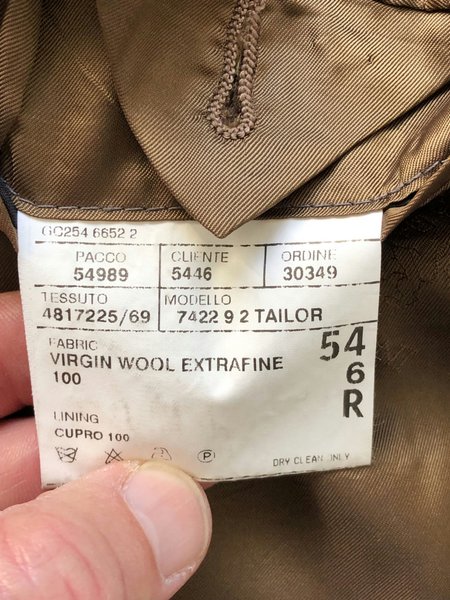 GC254 6652 2
PACCO CLIENTE ORDINE
54989 5446 30349
TESSUTO MODELLO
4817225/69 7422 9 2 TAILOR
FABRIC
VIRGIN WOOL EXTRAFINE
100
54
6
R
LINING
CUPRO 100
P
DRY CLEAN ONLY